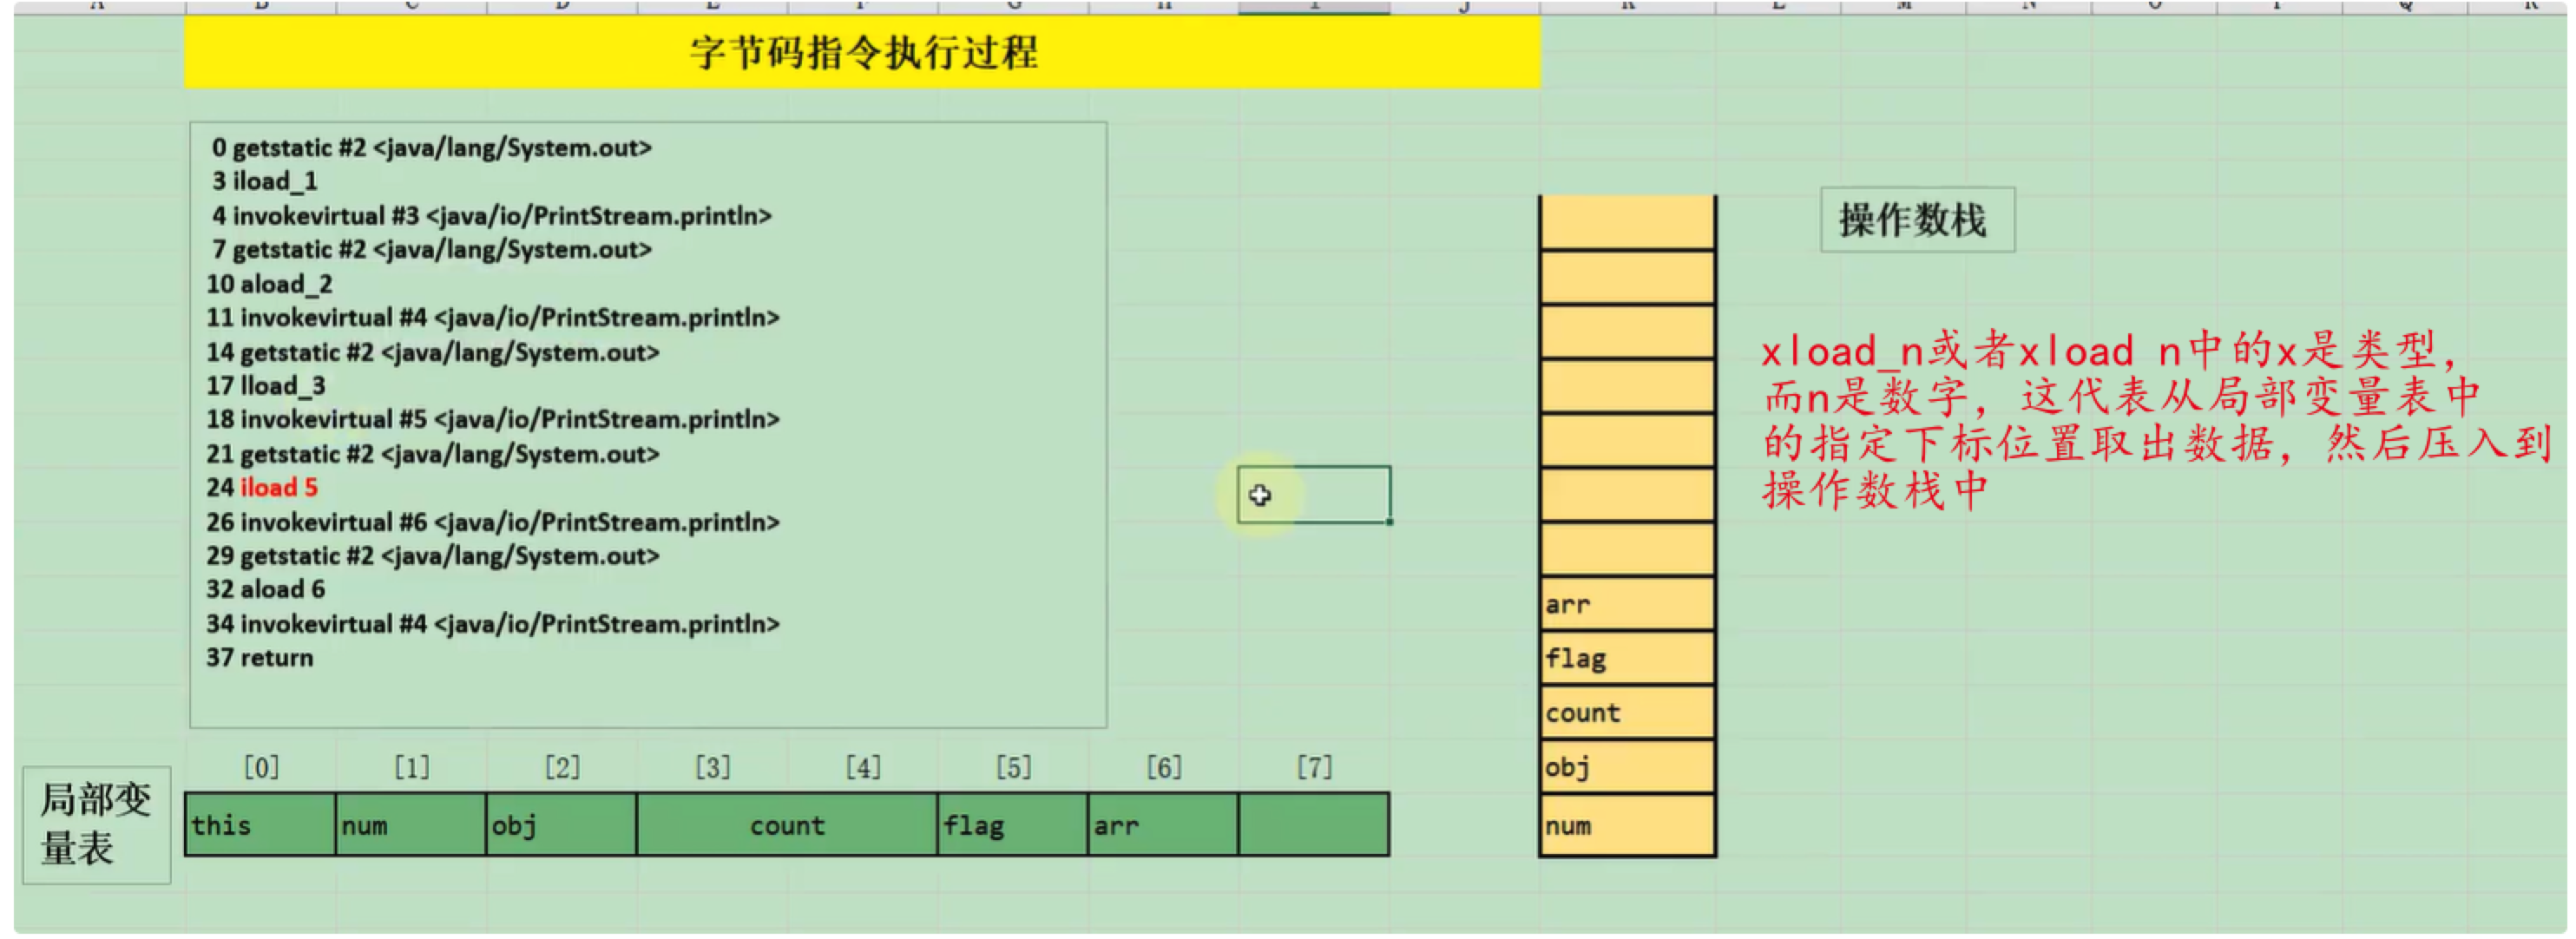 字节码指令执行过程
0 getstatic #2 <java/lang/System.out>
3 iload_1
4 invokevirtual #3 <java/io/PrintStream.println>
7 getstatic #2 <java/lang/System.out>
10 aload_2
11 invokevirtual #4 <java/io/PrintStream.println>
14 getstatic #2 <java/lang/System.out>
17 lload_3
18 invokevirtual #5 <java/io/PrintStream.println>
21 getstatic #2 <java/lang/System.out>
24 iload 5
26 invokevirtual #6 <java/io/PrintStream.println>
29 getstatic #2 <java/lang/System.out>
32 aload 6
34 invokevirtual #4 <java/io/PrintStream.println>
37 return
操作数栈
xload_n或者xload n中的x是类型，
而n是数字，这代表从局部变量表中
的指定下标位置取出数据，然后压入到
操作数栈中
arr
flag
count
obj
num
[0] [1] [2] [3] [4] [5] [6] [7]
局部变
量表
this num obj count flag arr